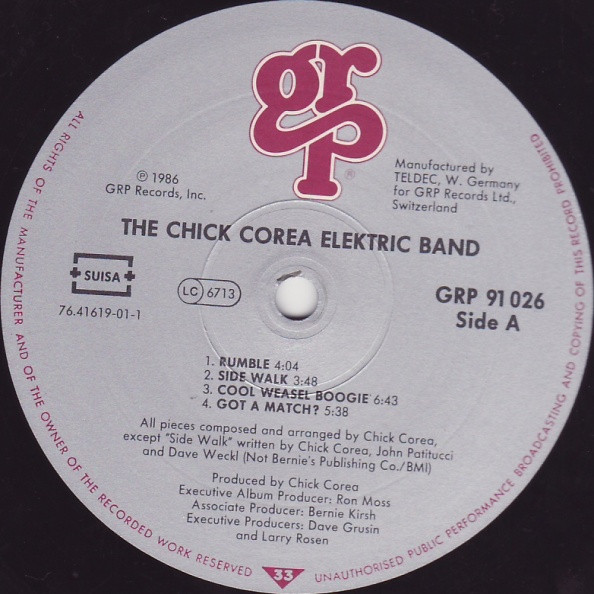 grp
®
℗ 1986
GRP Records, Inc.
Manufactured by
TELDEC, W. Germany
for GRP Records Ltd.,
Switzerland
THE CHICK COREA ELEKTRIC BAND
SUISA
76.41619-01-1
LC 6713
GRP 91 026
Side A
1. RUMBLE 4:04
2. SIDE WALK 3:48
3. COOL WEASEL BOOGIE 6:43
4. GOT A MATCH? 5:38
All pieces composed and arranged by Chick Corea,
except "Side Walk" written by Chick Corea, John Patitucci
and Dave Weckl (Not Bernie's Publishing Co./BMI)
Produced by Chick Corea
Executive Album Producer: Ron Moss
Associate Producer: Bernie Kirsh
Executive Producers: Dave Grusin
and Larry Rosen
33
ALL RIGHTS OF THE MANUFACTURER AND OF THE OWNER OF THE RECORDED WORK RESERVED
UNAUTHORISED PUBLIC PERFORMANCE BROADCASTING AND COPYING OF THIS RECORD PROHIBITED